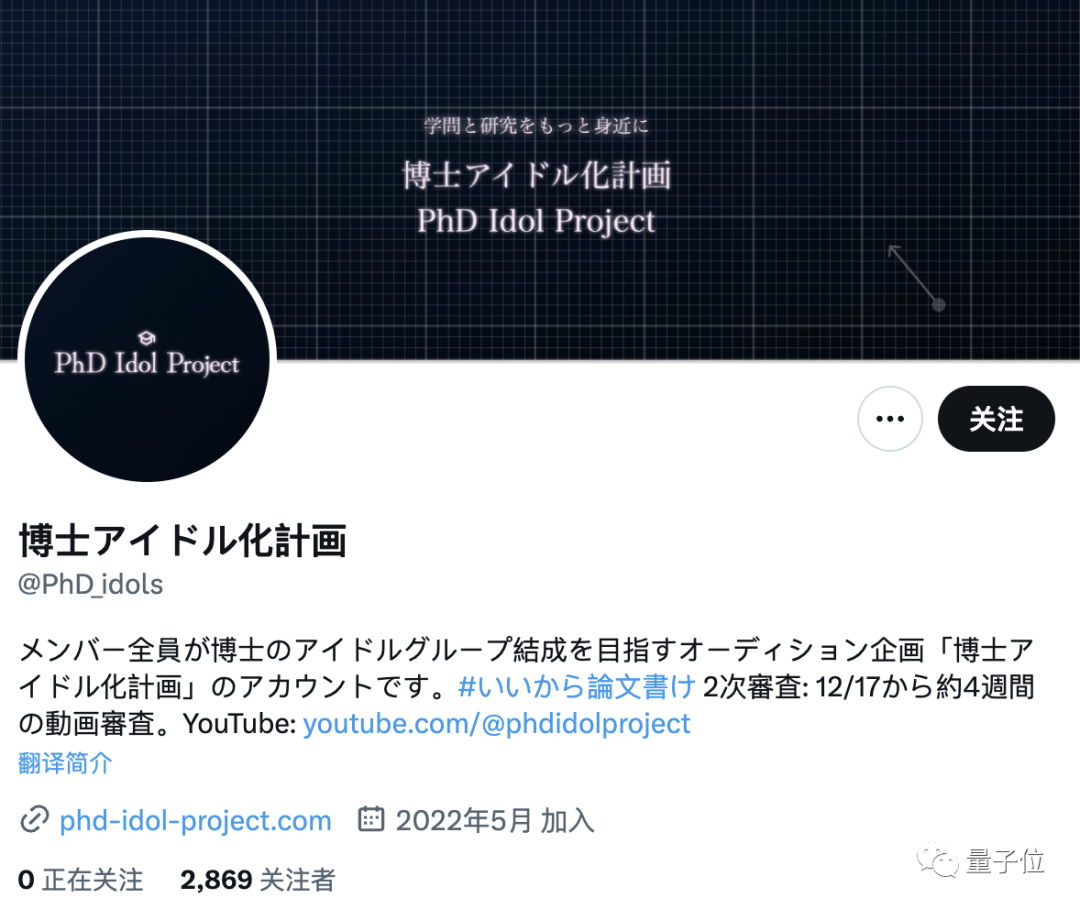 学問と研究をもっと身近に
博士アイドル化計画
PhD Idol Project
PhD Idol Project
关注
博士アイドル化計画
@PhD_idols
メンバー全員が博士のアイドルグループ結成を目指すオーディション企画「博士ア
イドル化計画」のアカウントです。#いいから論文書け 2次審査: 12/17から約4週間
の動画審査。YouTube: youtube.com/@phdidolproject
翻译简介
phd-idol-project.com 2022年5月 加入
0 正在关注 2,869 关注者
量子位